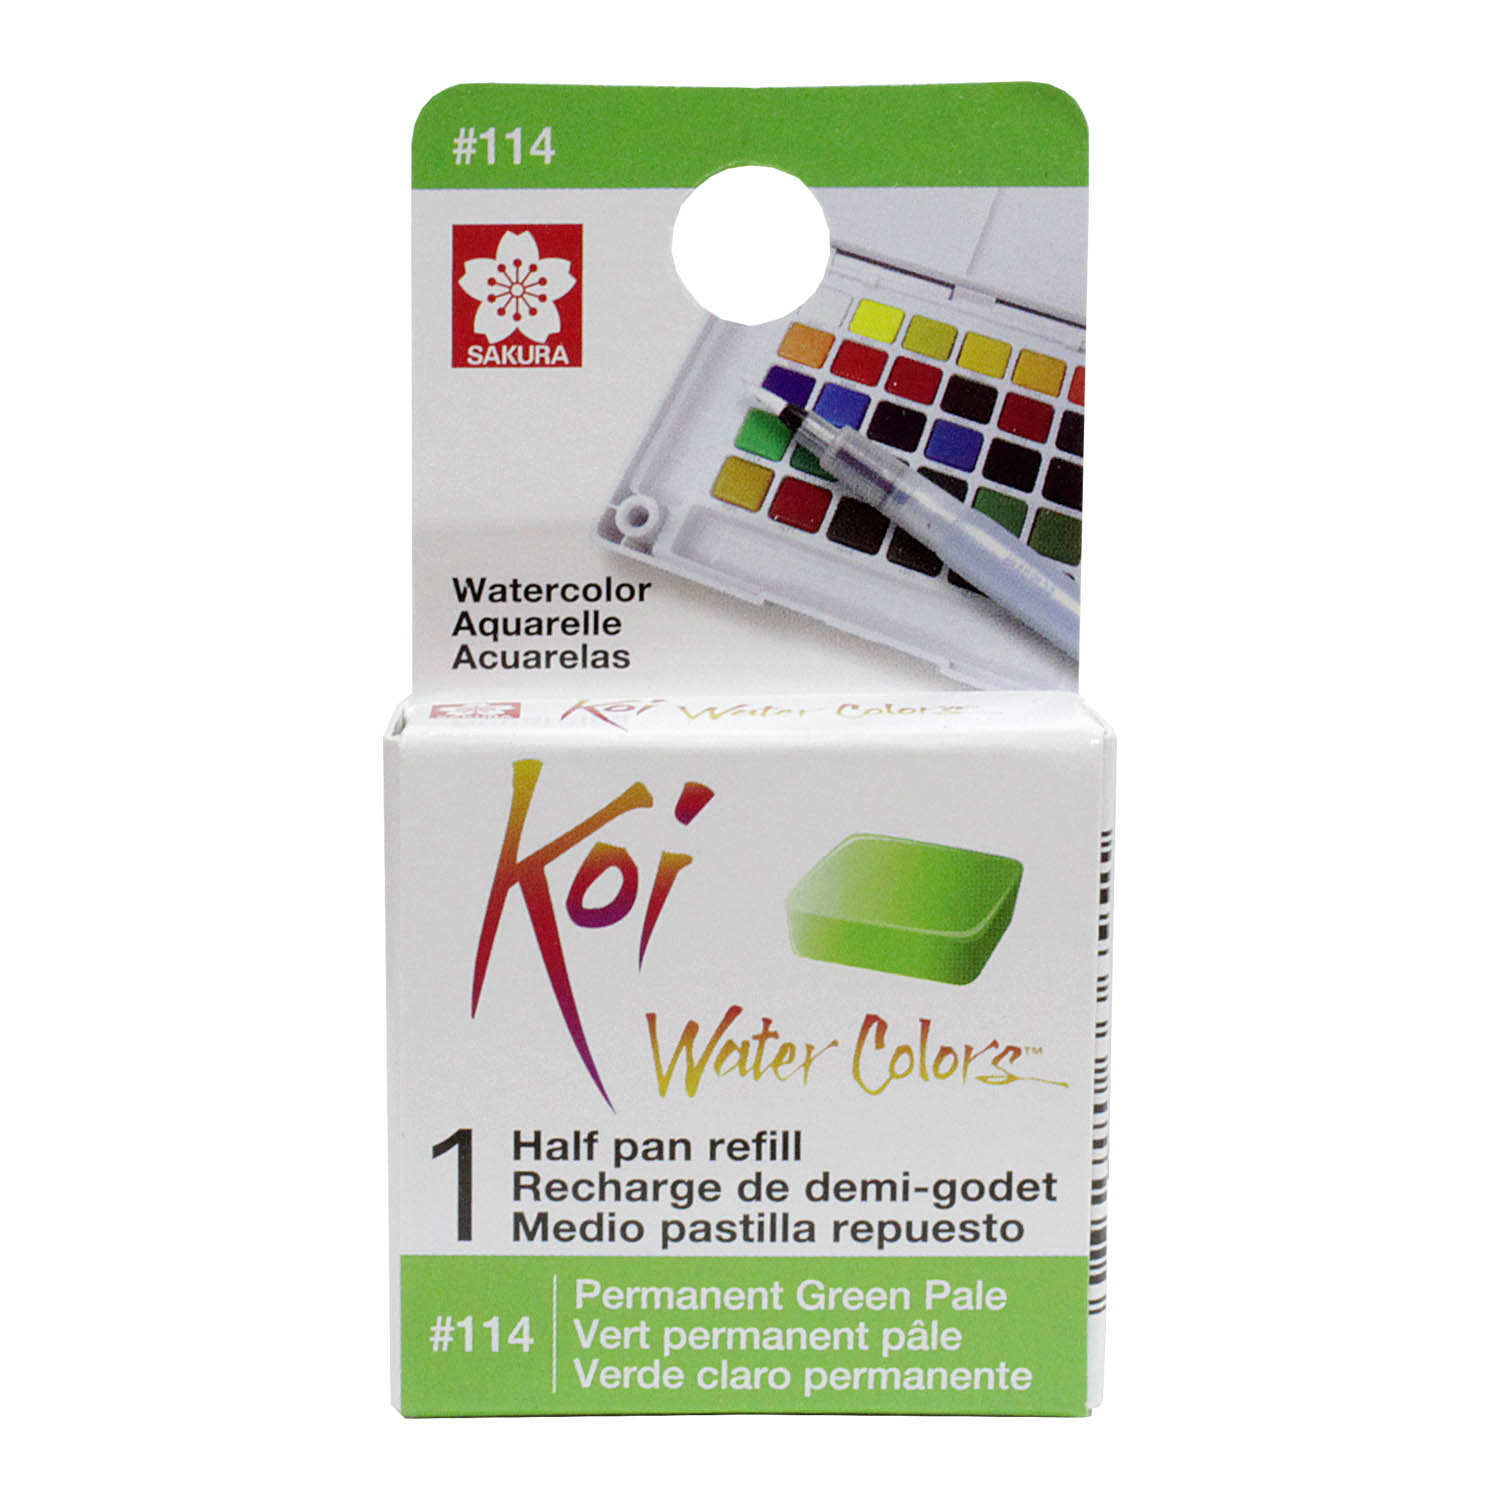 #114
SAKURA
Watercolor
Aquarelle
Acuarelas
SAKURA Koi Water Colors
Koi
Water Colors™
1
Half pan refill
Recharge de demi-godet
Medio pastilla repuesto
#114
Permanent Green Pale
Vert permanent pâle
Verde claro permanente